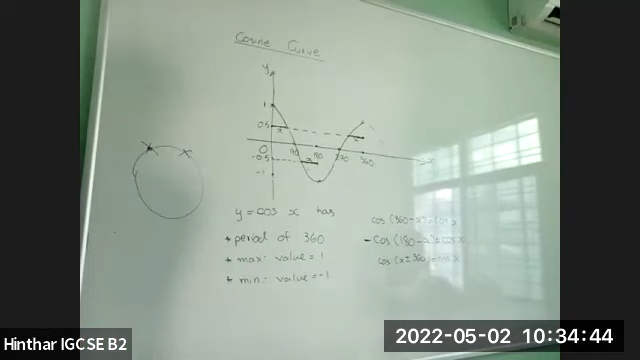 Cosine Curve
y
1
0.5
0
-0.5
-1
90
180
270
360
x
x
x
x
y = cos x has
* period of 360
* max: value = 1
* min: value = -1
cos (360-x) = cos x
- cos (180-x) = cos x
cos (x ± 360) = cos x
Hinthar IGCSE B2
2022-05-02 10:34:44